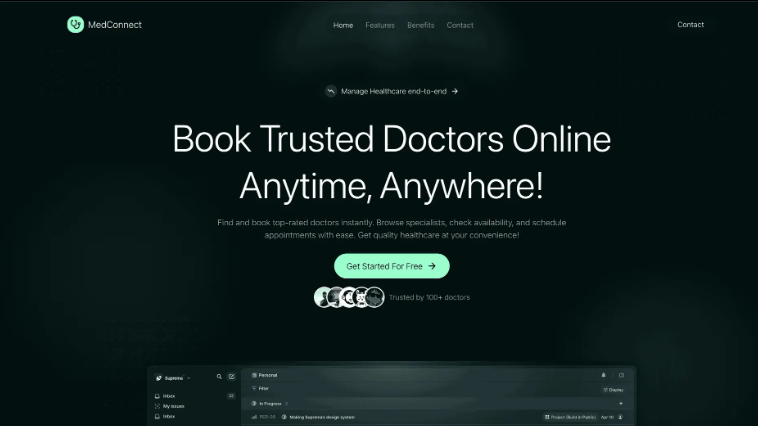 MedConnect
Home Features Benefits Contact
Contact
Manage Healthcare end-to-end →
Book Trusted Doctors Online
Anytime, Anywhere!
Find and book top-rated doctors instantly. Browse specialists, check availability, and schedule
appointments with ease. Get quality healthcare at your convenience!
Get Started For Free →
Trusted by 100+ doctors
Supreme
Inbox
My issues
Inbox
Personal
Filter
Display
In Progress
Making Supreme's design system
Project (Build in Public)
Apr 10